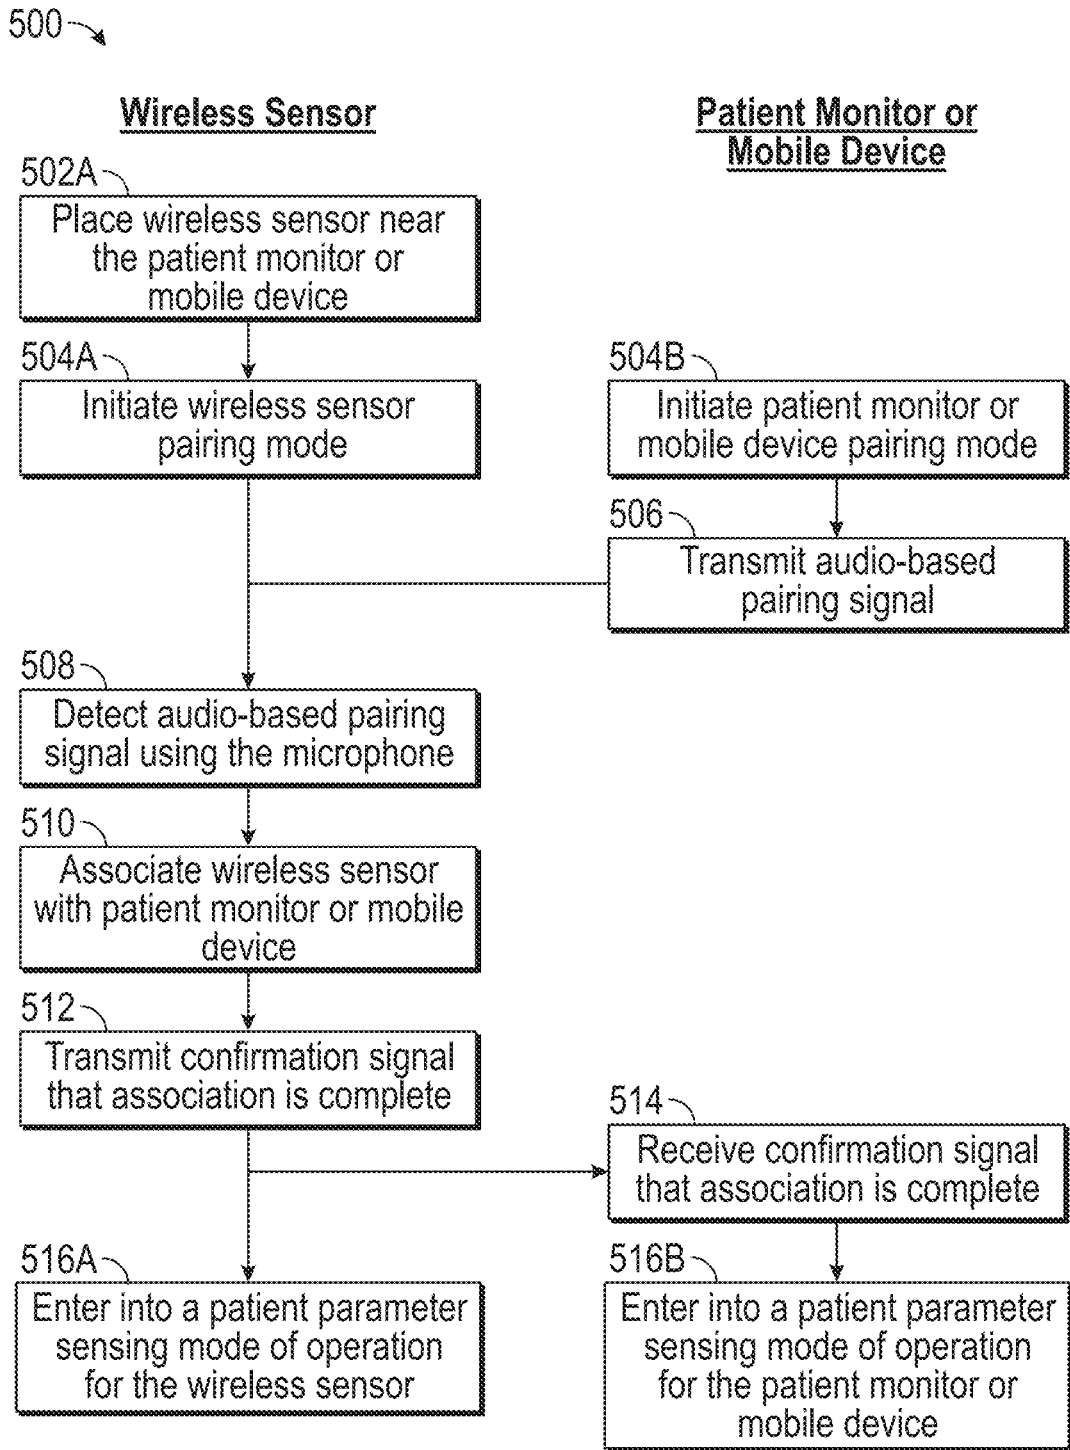 500
Wireless Sensor
Patient Monitor or
Mobile Device
502A
Place wireless sensor near
the patient monitor or
mobile device
504A
Initiate wireless sensor
pairing mode
504B
Initiate patient monitor or
mobile device pairing mode
506
Transmit audio-based
pairing signal
508
Detect audio-based pairing
signal using the microphone
510
Associate wireless sensor
with patient monitor or mobile
device
512
Transmit confirmation signal
that association is complete
514
Receive confirmation signal
that association is complete
516A
Enter into a patient parameter
sensing mode of operation
for the wireless sensor
516B
Enter into a patient parameter
sensing mode of operation
for the patient monitor or
mobile device